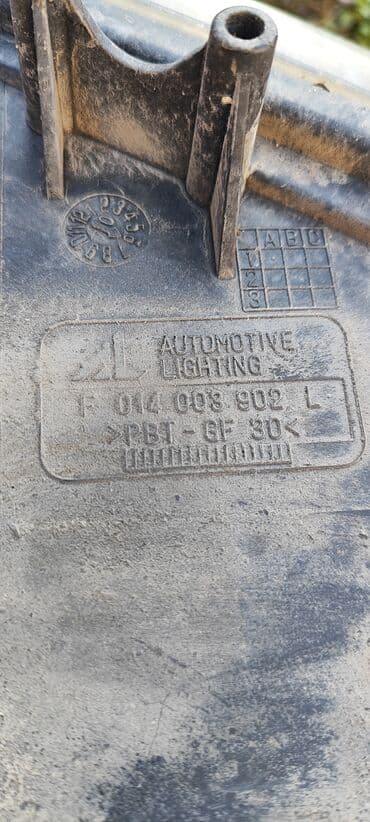 A B C
1
2
3
AL AUTOMOTIVE
LIGHTING
F 014 003 902 L
>PBT-GF 30<